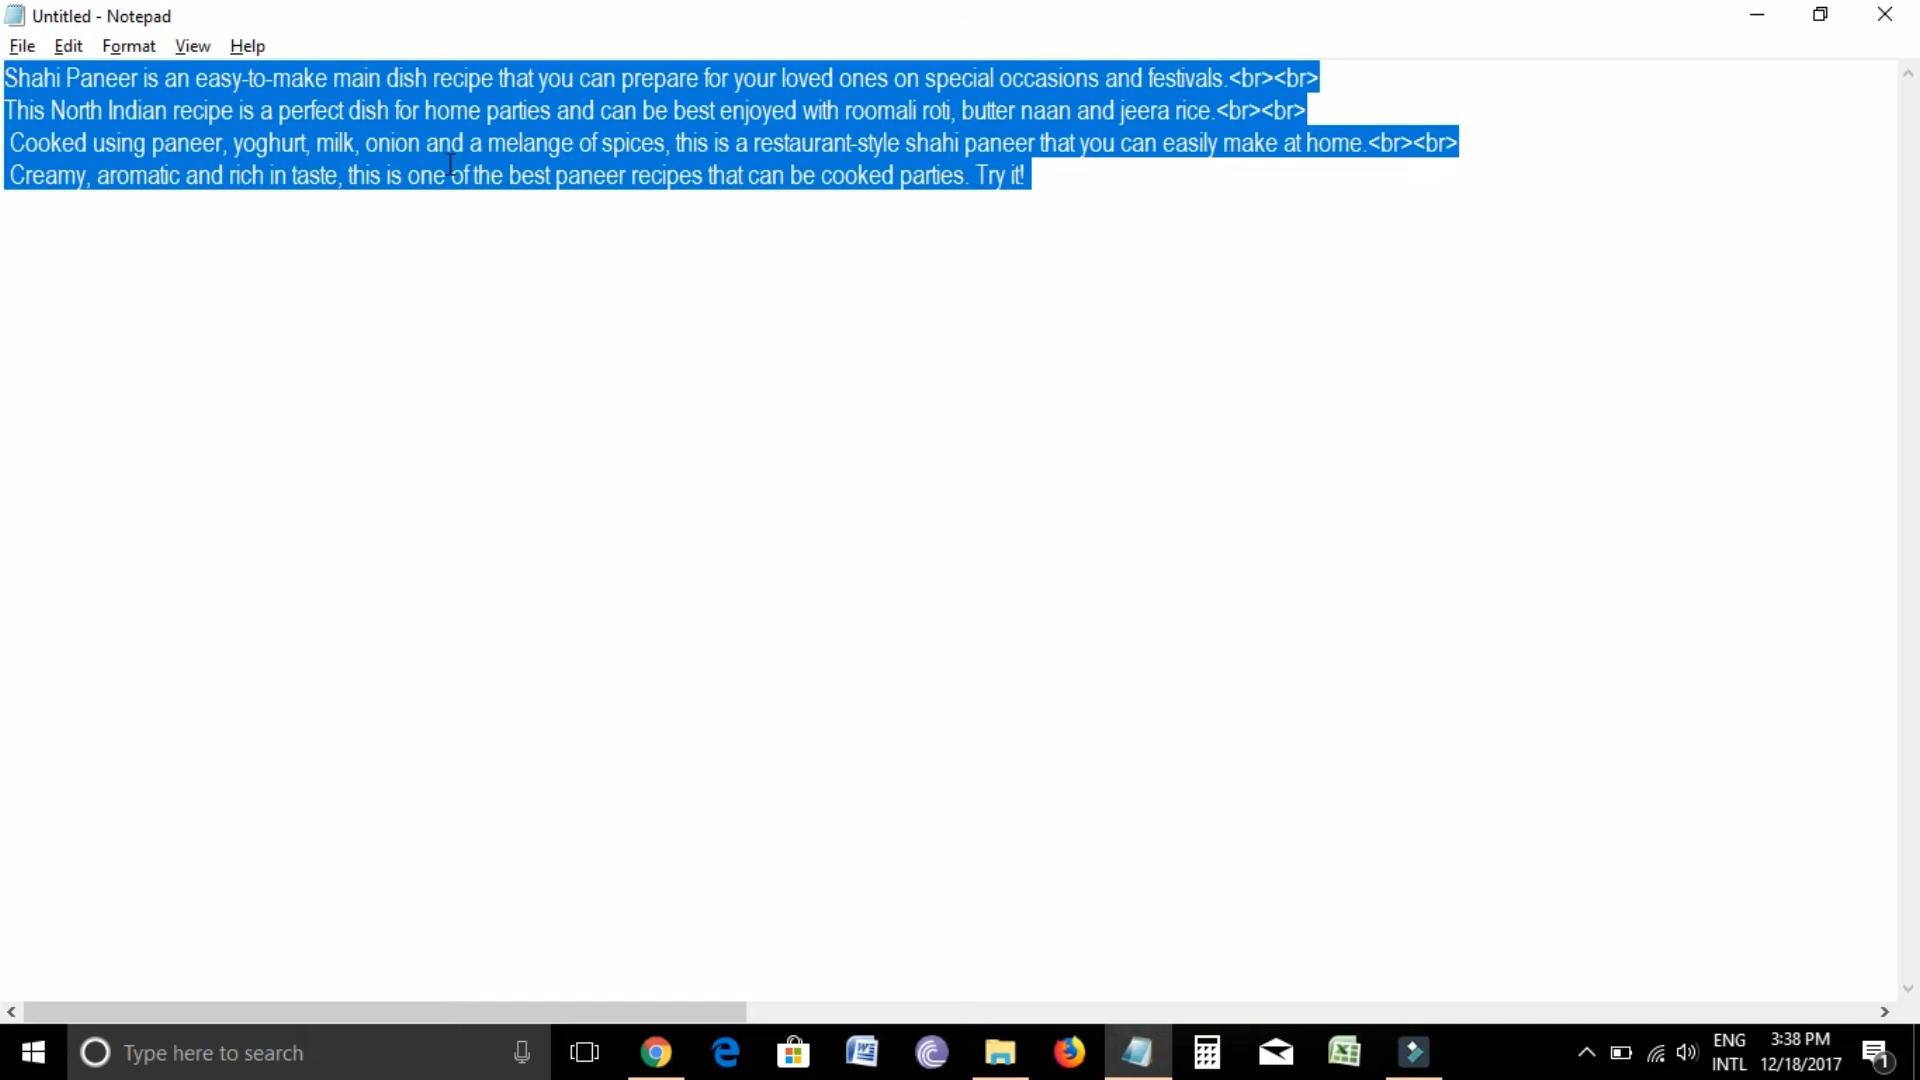 Untitled - Notepad
File Edit Format View Help
Shahi Paneer is an easy-to-make main dish recipe that you can prepare for your loved ones on special occasions and festivals.<br><br>
This North Indian recipe is a perfect dish for home parties and can be best enjoyed with roomali roti, butter naan and jeera rice.<br><br>
Cooked using paneer, yoghurt, milk, onion and a melange of spices, this is a restaurant-style shahi paneer that you can easily make at home.<br><br>
Creamy, aromatic and rich in taste, this is one of the best paneer recipes that can be cooked parties. Try it!
Type here to search
ENG 3:38 PM
INTL 12/18/2017
1